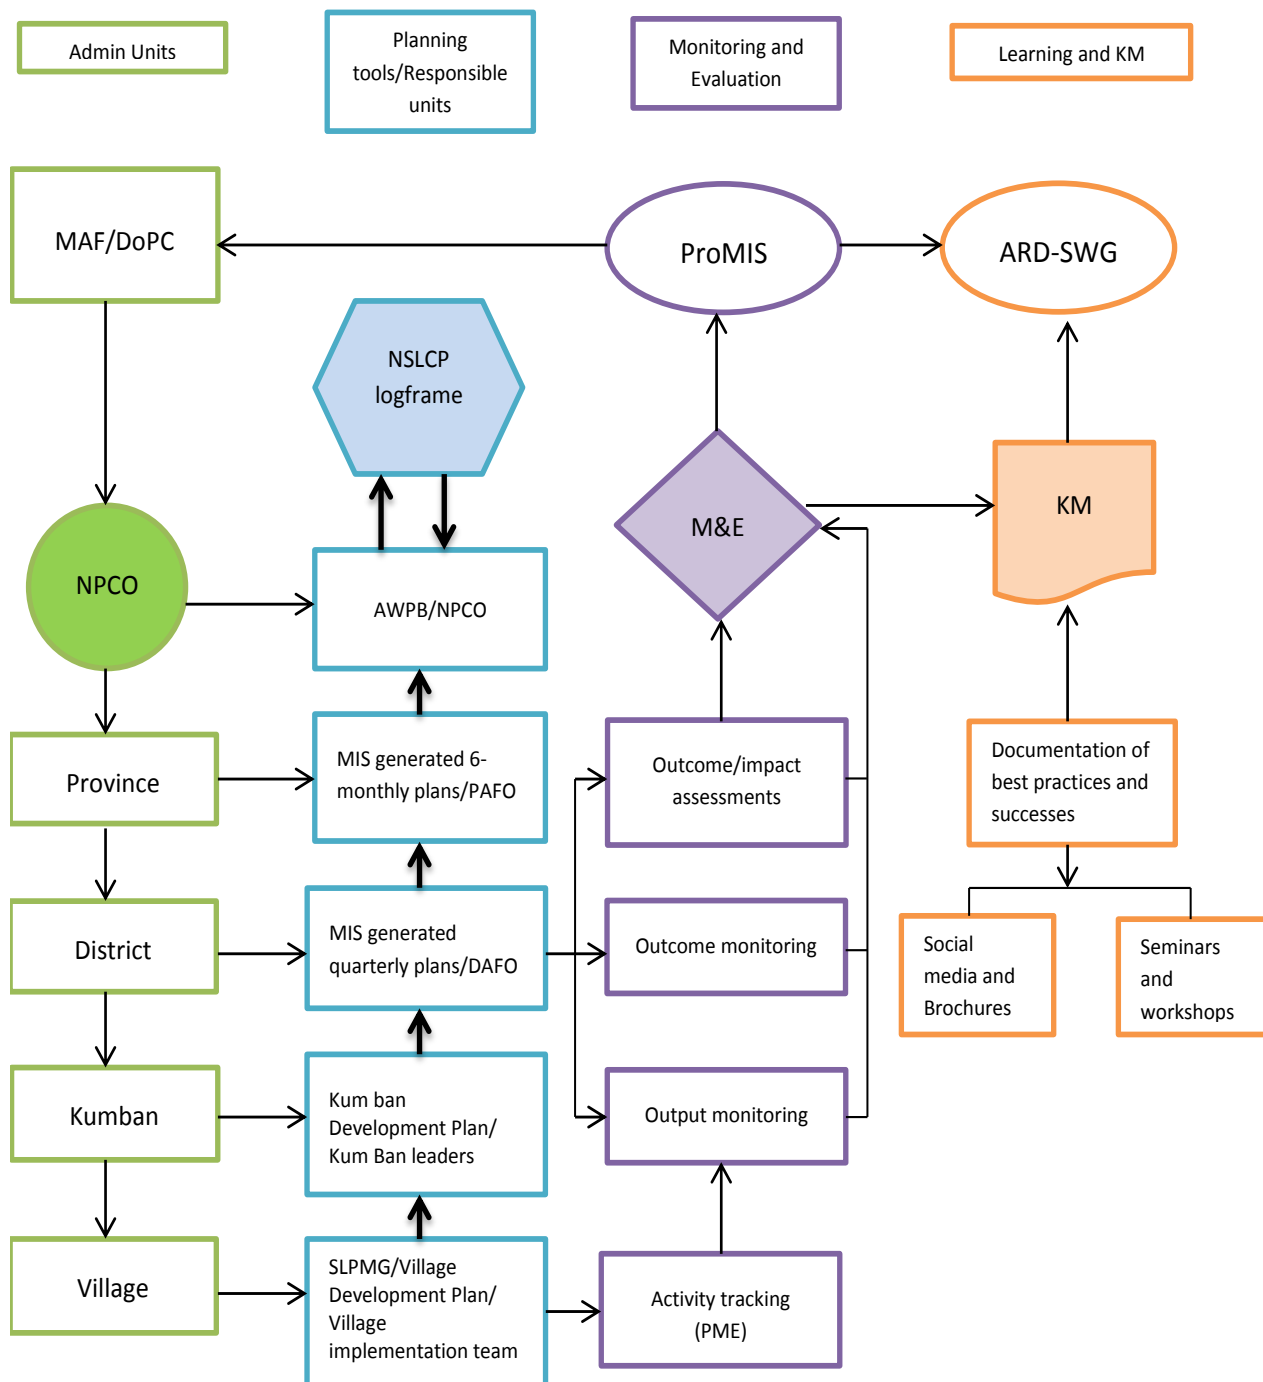 Admin Units
Planning
tools/Responsible
units
Monitoring and
Evaluation
Learning and KM
MAF/DoPC
ProMIS
ARD-SWG
NSLCP
logframe
NPCO
AWPB/NPCO
M&E
KM
Province
MIS generated 6-
monthly plans/PAFO
Outcome/impact
assessments
Documentation of
best practices and
successes
District
MIS generated
quarterly plans/DAFO
Outcome monitoring
Social
media and
Brochures
Seminars
and
workshops
Kumban
Kum ban
Development Plan/
Kum Ban leaders
Output monitoring
Village
SLPMG/Village
Development Plan/
Village
implementation team
Activity tracking
(PME)